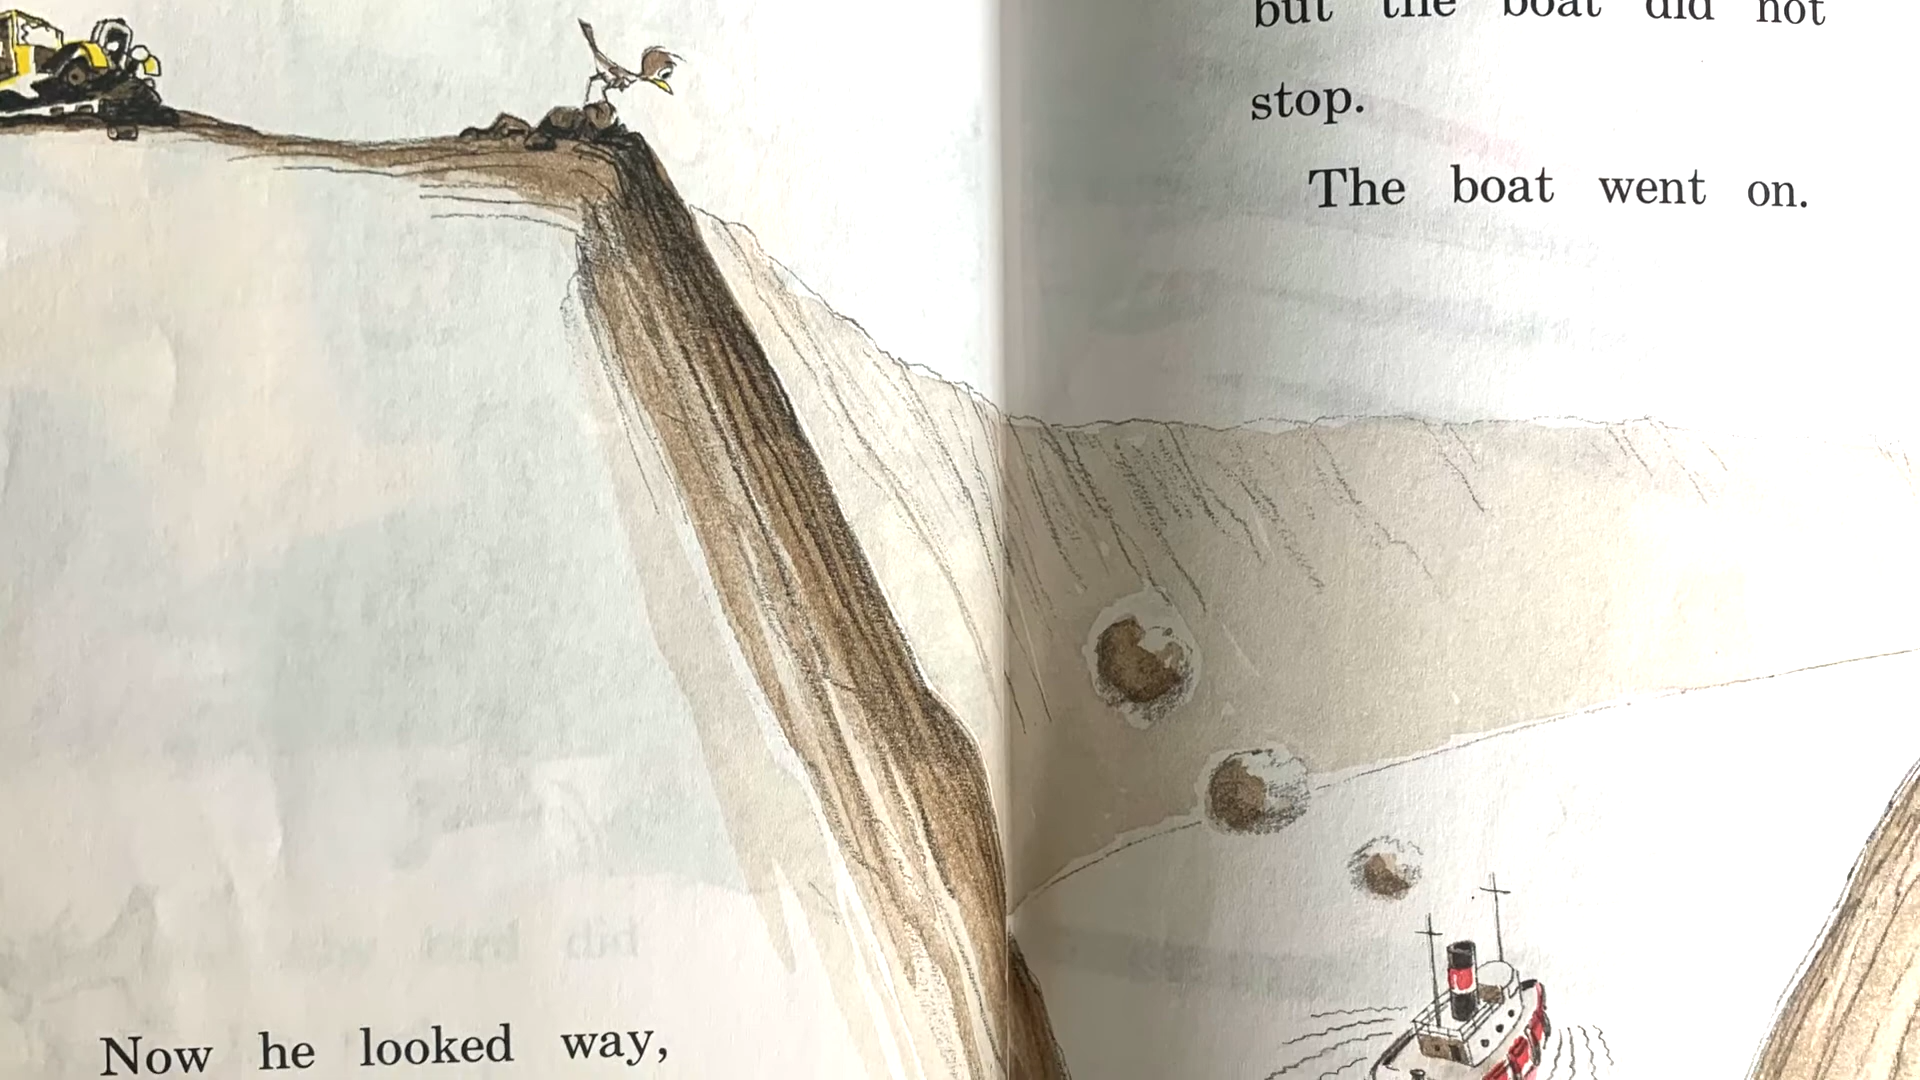 Now he looked way,
but the boat did not
stop.
The boat went on.